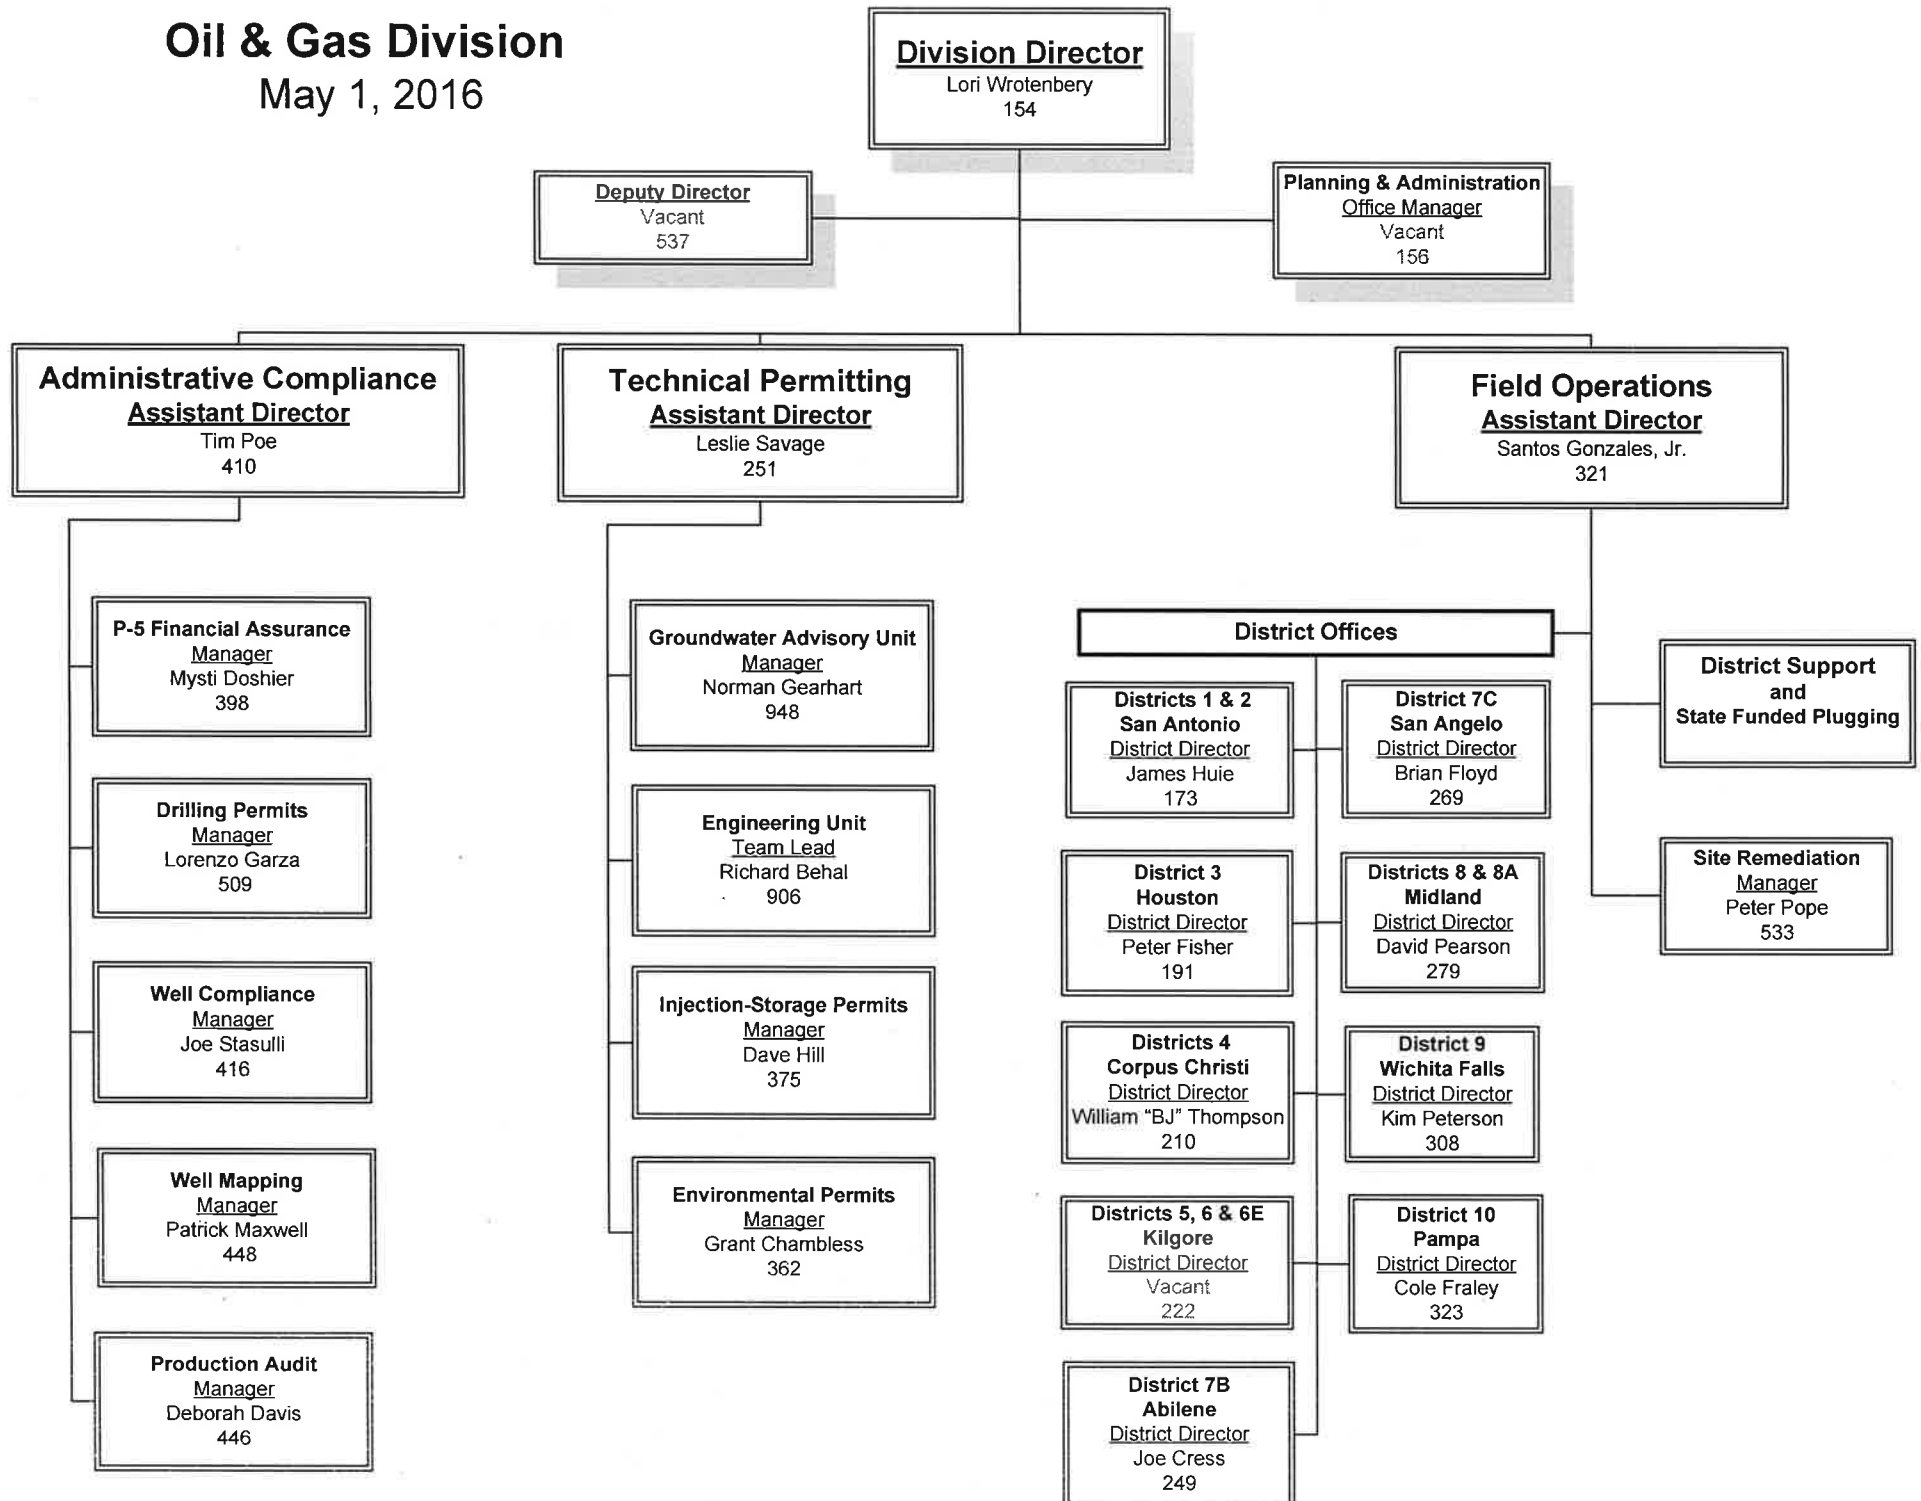 Oil & Gas Division
May 1, 2016
Division Director
Lori Wrotenbery
154
Deputy Director
Vacant
537
Planning & Administration
Office Manager
Vacant
156
Administrative Compliance
Assistant Director
Tim Poe
410
Technical Permitting
Assistant Director
Leslie Savage
251
Field Operations
Assistant Director
Santos Gonzales, Jr.
321
P-5 Financial Assurance
Manager
Mysti Doshier
398
Drilling Permits
Manager
Lorenzo Garza
509
Well Compliance
Manager
Joe Stasulli
416
Well Mapping
Manager
Patrick Maxwell
448
Production Audit
Manager
Deborah Davis
446
Groundwater Advisory Unit
Manager
Norman Gearhart
948
Engineering Unit
Team Lead
Richard Behal
906
Injection-Storage Permits
Manager
Dave Hill
375
Environmental Permits
Manager
Grant Chambless
362
District Offices
Districts 1 & 2
San Antonio
District Director
James Huie
173
District 3
Houston
District Director
Peter Fisher
191
Districts 4
Corpus Christi
District Director
William “BJ” Thompson
210
Districts 5, 6 & 6E
Kilgore
District Director
Vacant
222
District 7B
Abilene
District Director
Joe Cress
249
District 7C
San Angelo
District Director
Brian Floyd
269
Districts 8 & 8A
Midland
District Director
David Pearson
279
District 9
Wichita Falls
District Director
Kim Peterson
308
District 10
Pampa
District Director
Cole Fraley
323
District Support
and
State Funded Plugging
Site Remediation
Manager
Peter Pope
533